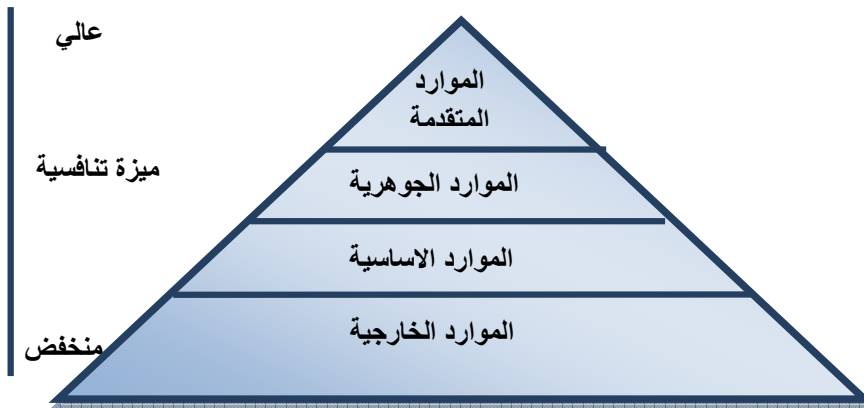 عالي
الموارد
المتقدمة
ميزة تنافسية
الموارد الجوهرية
الموارد الاساسية
الموارد الخارجية
منخفض